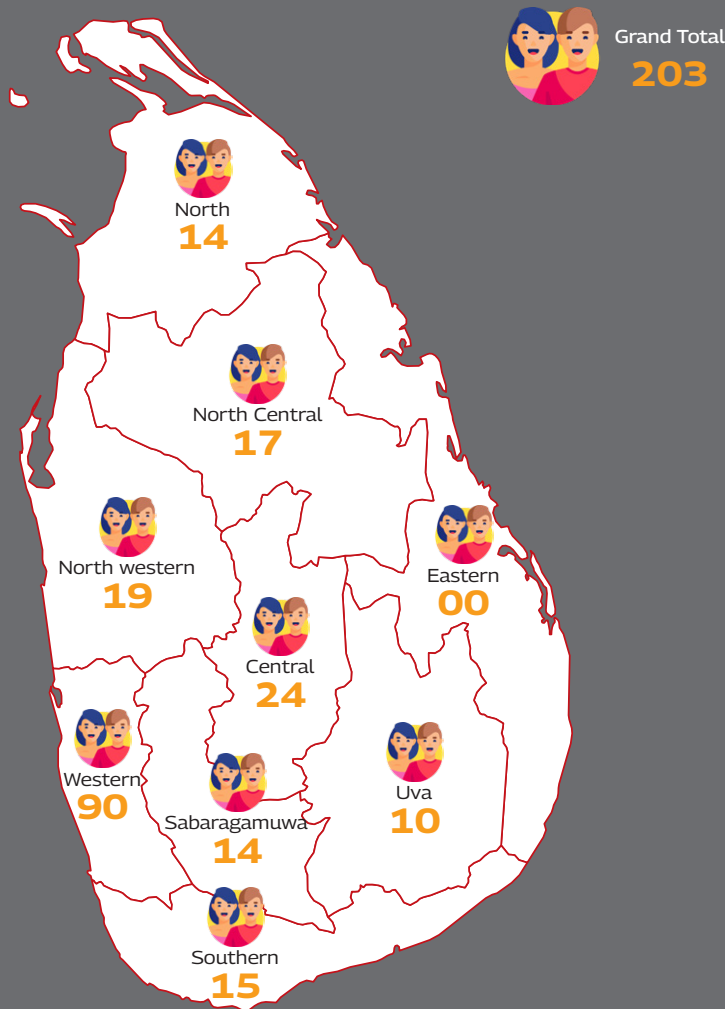 Grand Total
203
North
14
North Central
17
North western
19
Eastern
00
Central
24
Western
90
Uva
10
Sabaragamuwa
14
Southern
15